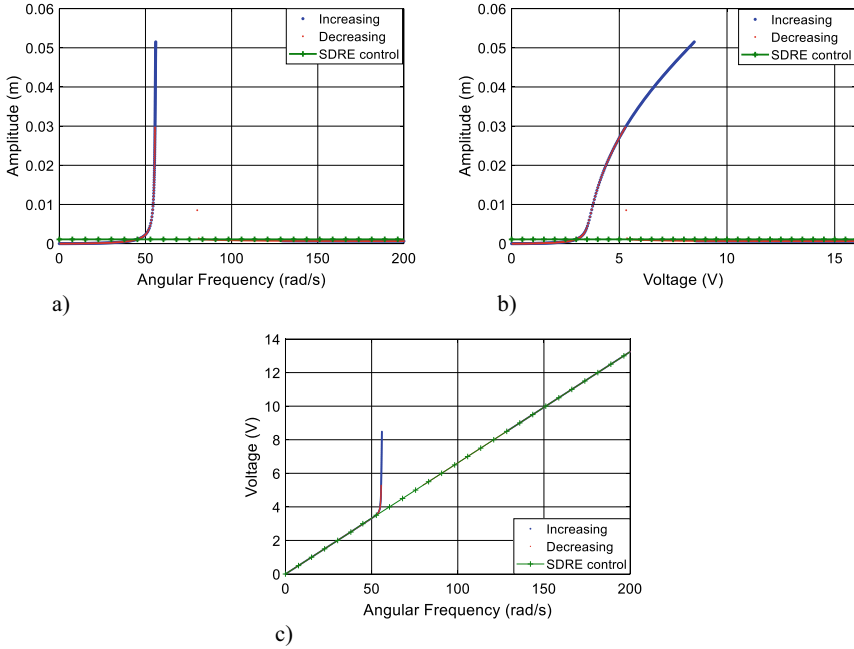 0.06
0.05
0.04
0.03
0.02
0.01
0
Amplitude (m)
0 50 100 150 200
Angular Frequency (rad/s)
Increasing
Decreasing
SDRE control
a)
0.06
0.05
0.04
0.03
0.02
0.01
0
Amplitude (m)
0 5 10 15
Voltage (V)
Increasing
Decreasing
SDRE control
b)
14
12
10
8
6
4
2
0
Voltage (V)
0 50 100 150 200
Angular Frequency (rad/s)
Increasing
Decreasing
SDRE control
c)